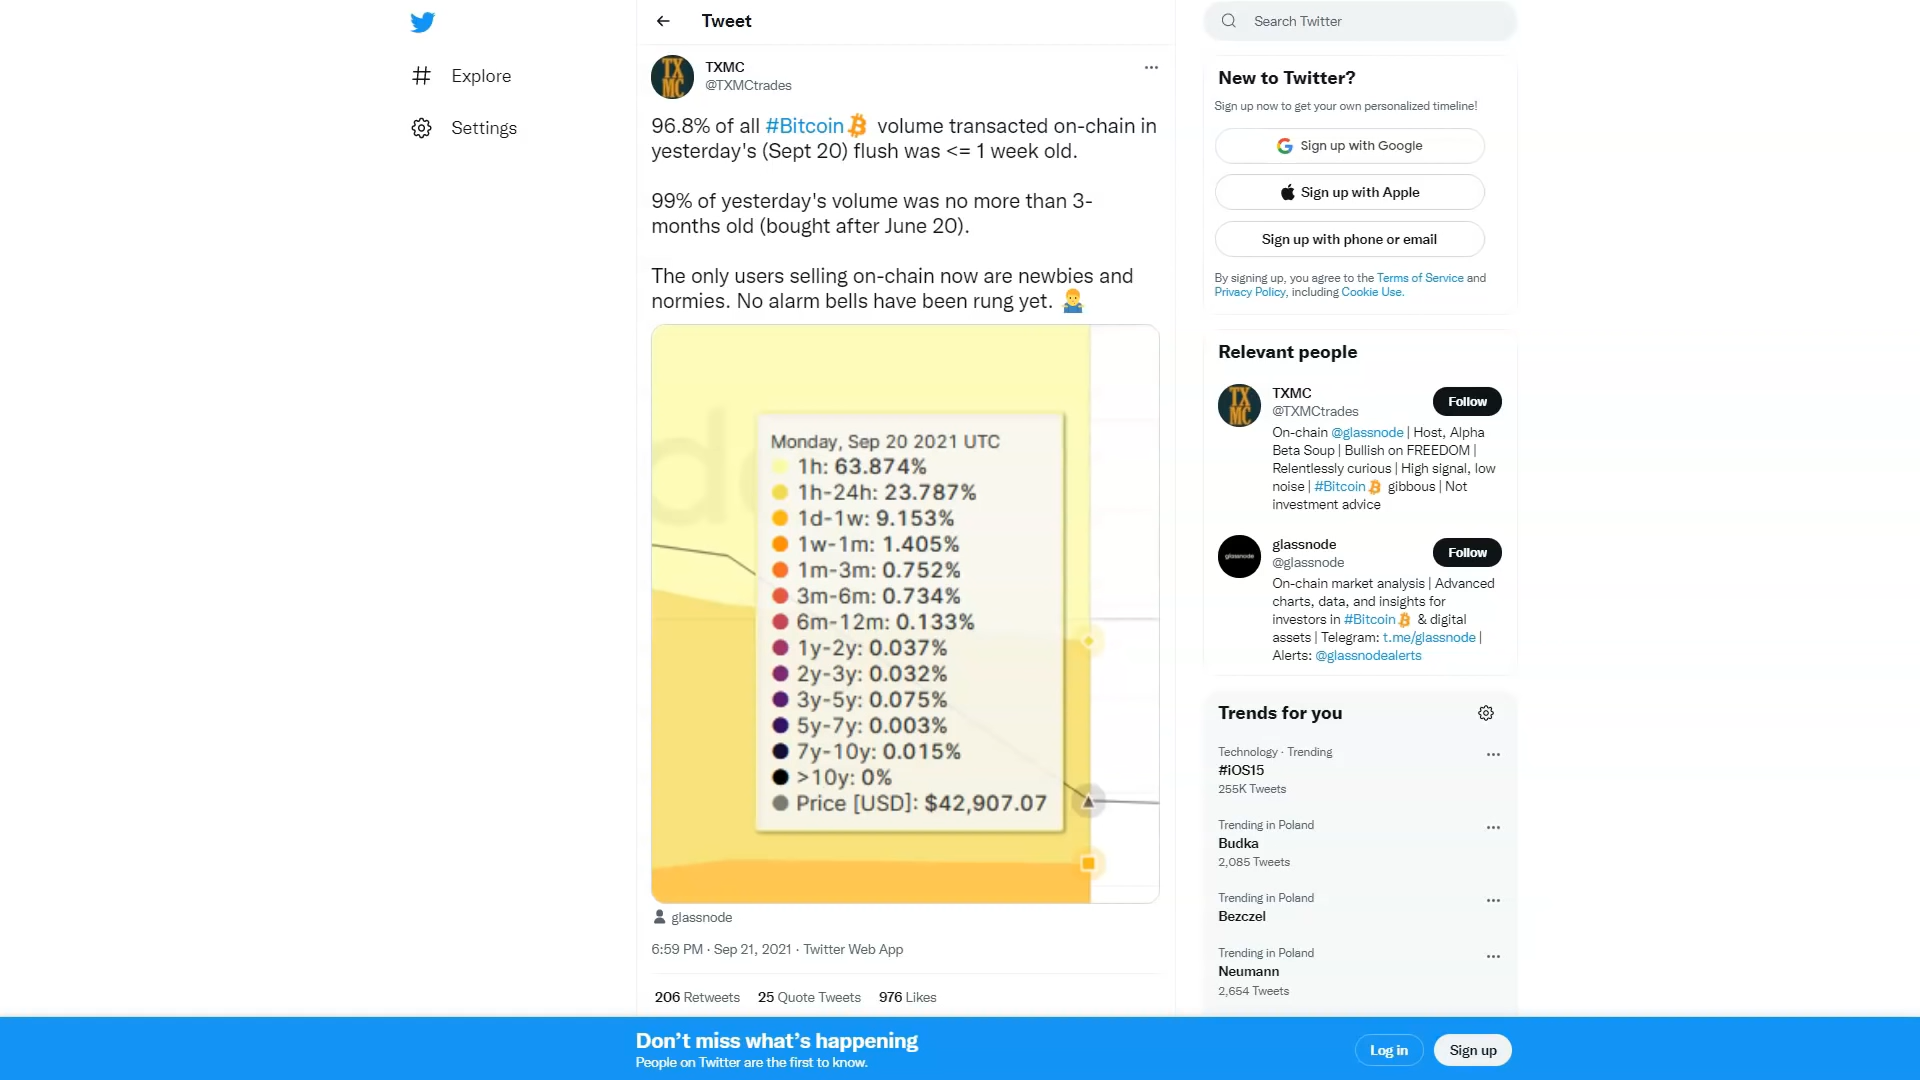 Tweet
Search Twitter
Explore
Settings
TXMC
@TXMCtrades
96.8% of all #Bitcoin volume transacted on-chain in
yesterday's (Sept 20) flush was <= 1 week old.
99% of yesterday's volume was no more than 3-
months old (bought after June 20).
The only users selling on-chain now are newbies and
normies. No alarm bells have been rung yet.
Monday, Sep 20 2021 UTC
1h: 63.874%
1h-24h: 23.787%
1d-1w: 9.153%
1w-1m: 1.405%
1m-3m: 0.752%
3m-6m: 0.734%
6m-12m: 0.133%
1y-2y: 0.037%
2y-3y: 0.032%
3y-5y: 0.075%
5y-7y: 0.003%
7y-10y: 0.015%
>10y: 0%
Price [USD]: $42,907.07
glassnode
6:59 PM · Sep 21, 2021 · Twitter Web App
206 Retweets 25 Quote Tweets 976 Likes
New to Twitter?
Sign up now to get your own personalized timeline!
Sign up with Google
Sign up with Apple
Sign up with phone or email
By signing up, you agree to the Terms of Service and
Privacy Policy, including Cookie Use.
Relevant people
TXMC
@TXMCtrades
Follow
On-chain @glassnode | Host, Alpha
Beta Soup | Bullish on FREEDOM |
Relentlessly curious | High signal, low
noise | #Bitcoin gibbous | Not
investment advice
glassnode
glassnode
@glassnode
Follow
On-chain market analysis | Advanced
charts, data, and insights for
investors in #Bitcoin & digital
assets | Telegram: t.me/glassnode |
Alerts: @glassnodealerts
Trends for you
Technology · Trending
#iOS15
255K Tweets
Trending in Poland
Budka
2,085 Tweets
Trending in Poland
Bezczel
Trending in Poland
Neumann
2,654 Tweets
Don't miss what's happening
People on Twitter are the first to know.
Log in
Sign up